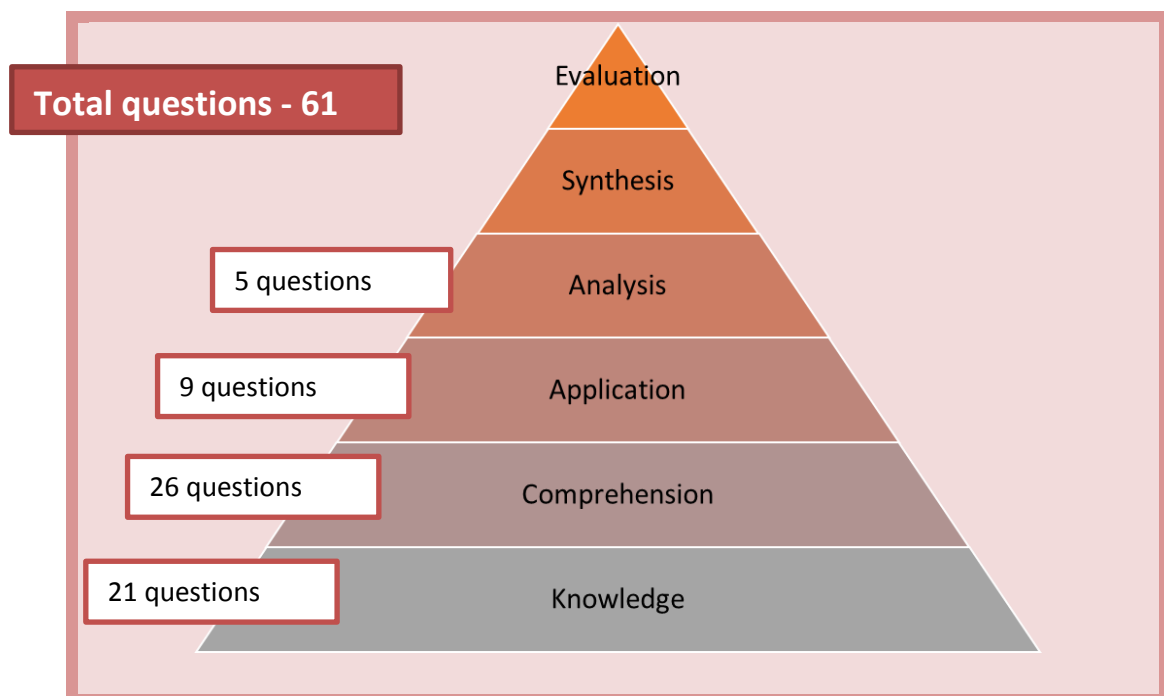 Evaluation
Total questions - 61
Synthesis
5 questions
Analysis
9 questions
Application
26 questions
Comprehension
21 questions
Knowledge